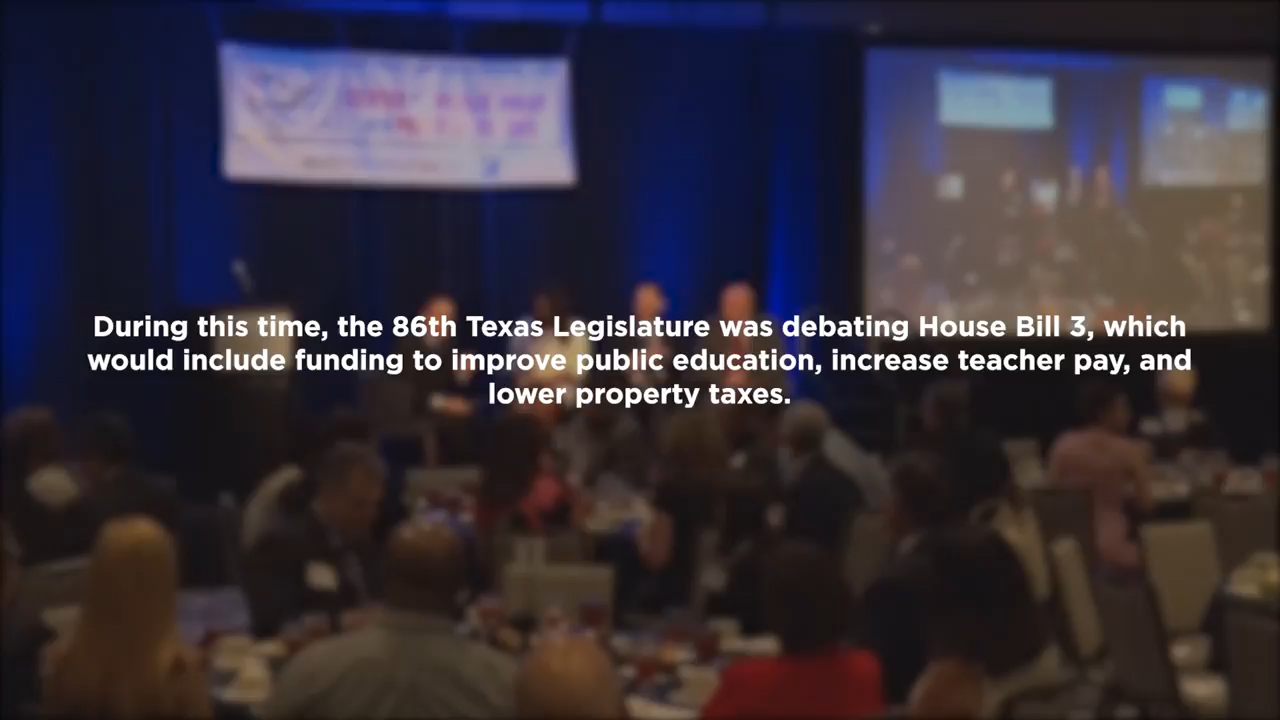 During this time, the 86th Texas Legislature was debating House Bill 3, which
would include funding to improve public education, increase teacher pay, and
lower property taxes.